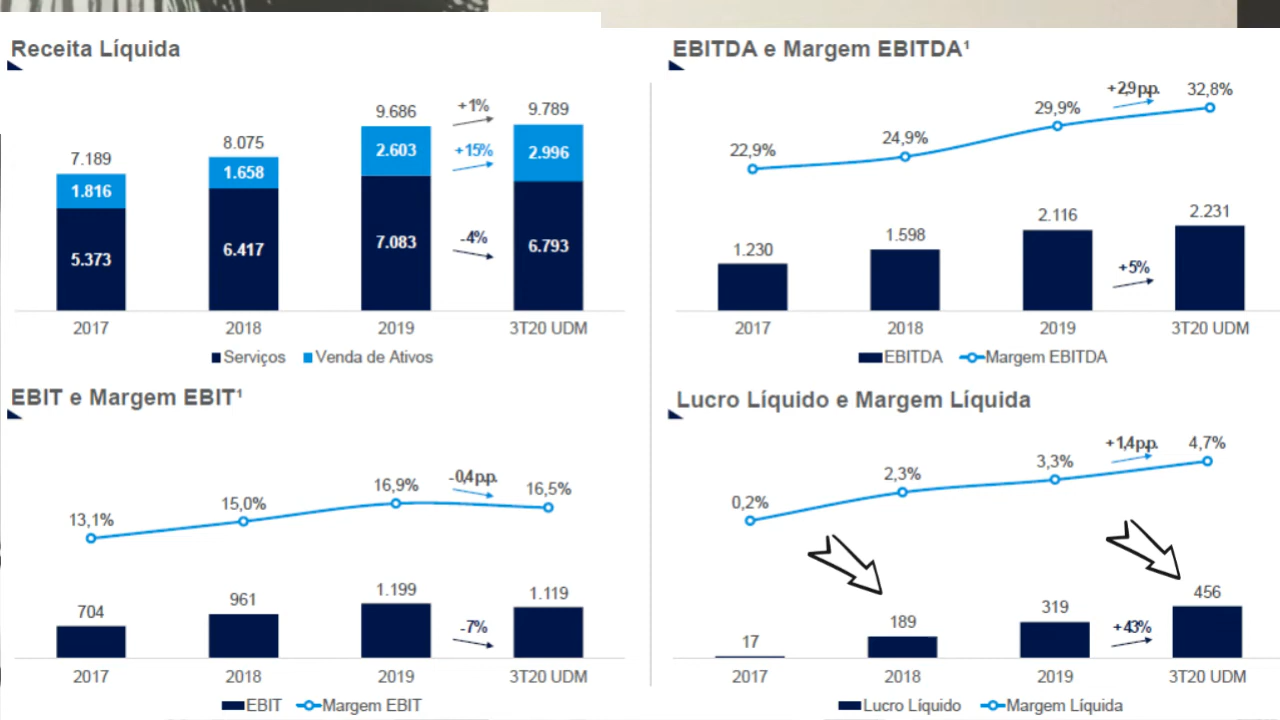 Receita Líquida
+1%
9.686
9.789
8.075
7.189
2.603
+15%
2.996
1.658
1.816
7.083
-4%
6.793
6.417
5.373
2017
2018
2019
3T20 UDM
Serviços
Venda de Ativos
EBITDA e Margem EBITDA¹
+2,9p.p.
32,8%
29,9%
24,9%
22,9%
2.231
2.116
1.598
1.230
+5%
2017
2018
2019
3T20 UDM
EBITDA
Margem EBITDA
EBIT e Margem EBIT¹
-0,4p.p.
16,9%
16,5%
15,0%
13,1%
1.199
1.119
961
704
-7%
2017
2018
2019
3T20 UDM
EBIT
Margem EBIT
Lucro Líquido e Margem Líquida
+1,4p.p.
4,7%
3,3%
2,3%
0,2%
456
319
189
+43%
17
2017
2018
2019
3T20 UDM
Lucro Líquido
Margem Líquida